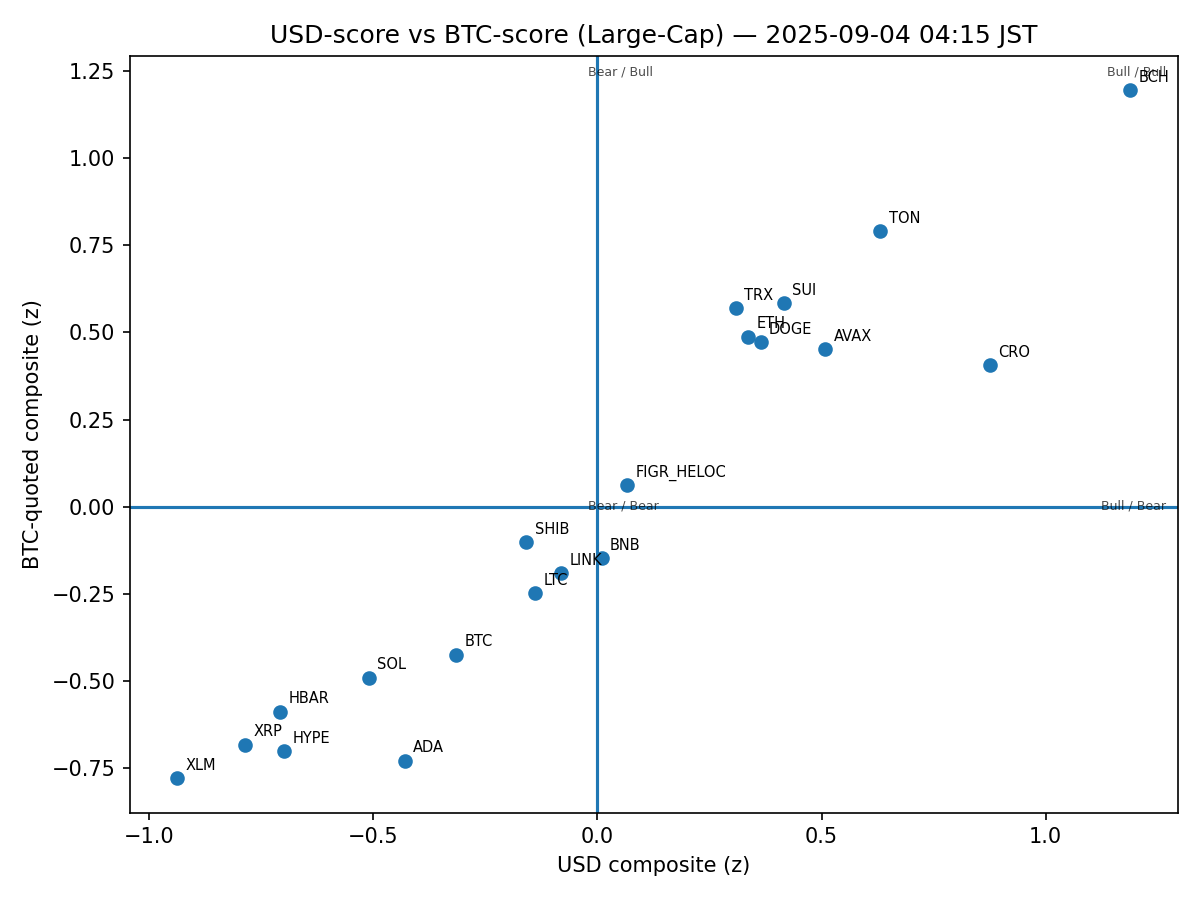 USD-score vs BTC-score (Large-Cap) — 2025-09-04 04:15 JST
BTC-quoted composite (z)
1.25
1.00
0.75
0.50
0.25
0.00
−0.25
−0.50
−0.75
Bear / Bull
Bull / Bull
BCH
TON
SUI
TRX
ETH
DOGE
AVAX
CRO
FIGR_HELOC
Bear / Bear
Bull / Bear
SHIB
BNB
LINK
LTC
BTC
SOL
HBAR
XRP
HYPE
ADA
XLM
−1.0
−0.5
0.0
0.5
1.0
USD composite (z)